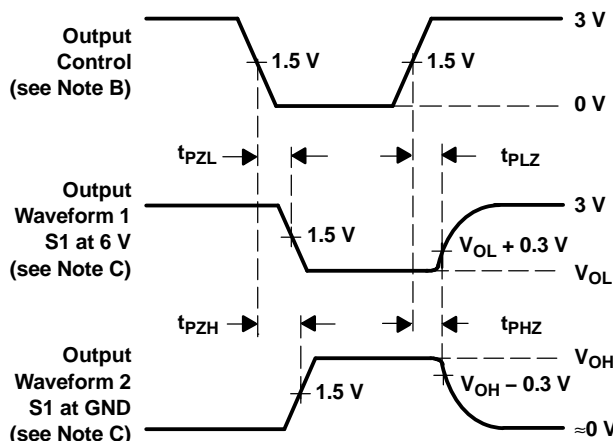 Output
Control
(see Note B)
1.5 V
1.5 V
3 V
0 V
tPZL
tPLZ
Output
Waveform 1
S1 at 6 V
(see Note C)
1.5 V
3 V
VOL + 0.3 V
VOL
tPZH
tPHZ
Output
Waveform 2
S1 at GND
(see Note C)
1.5 V
VOH
VOH − 0.3 V
≈0 V